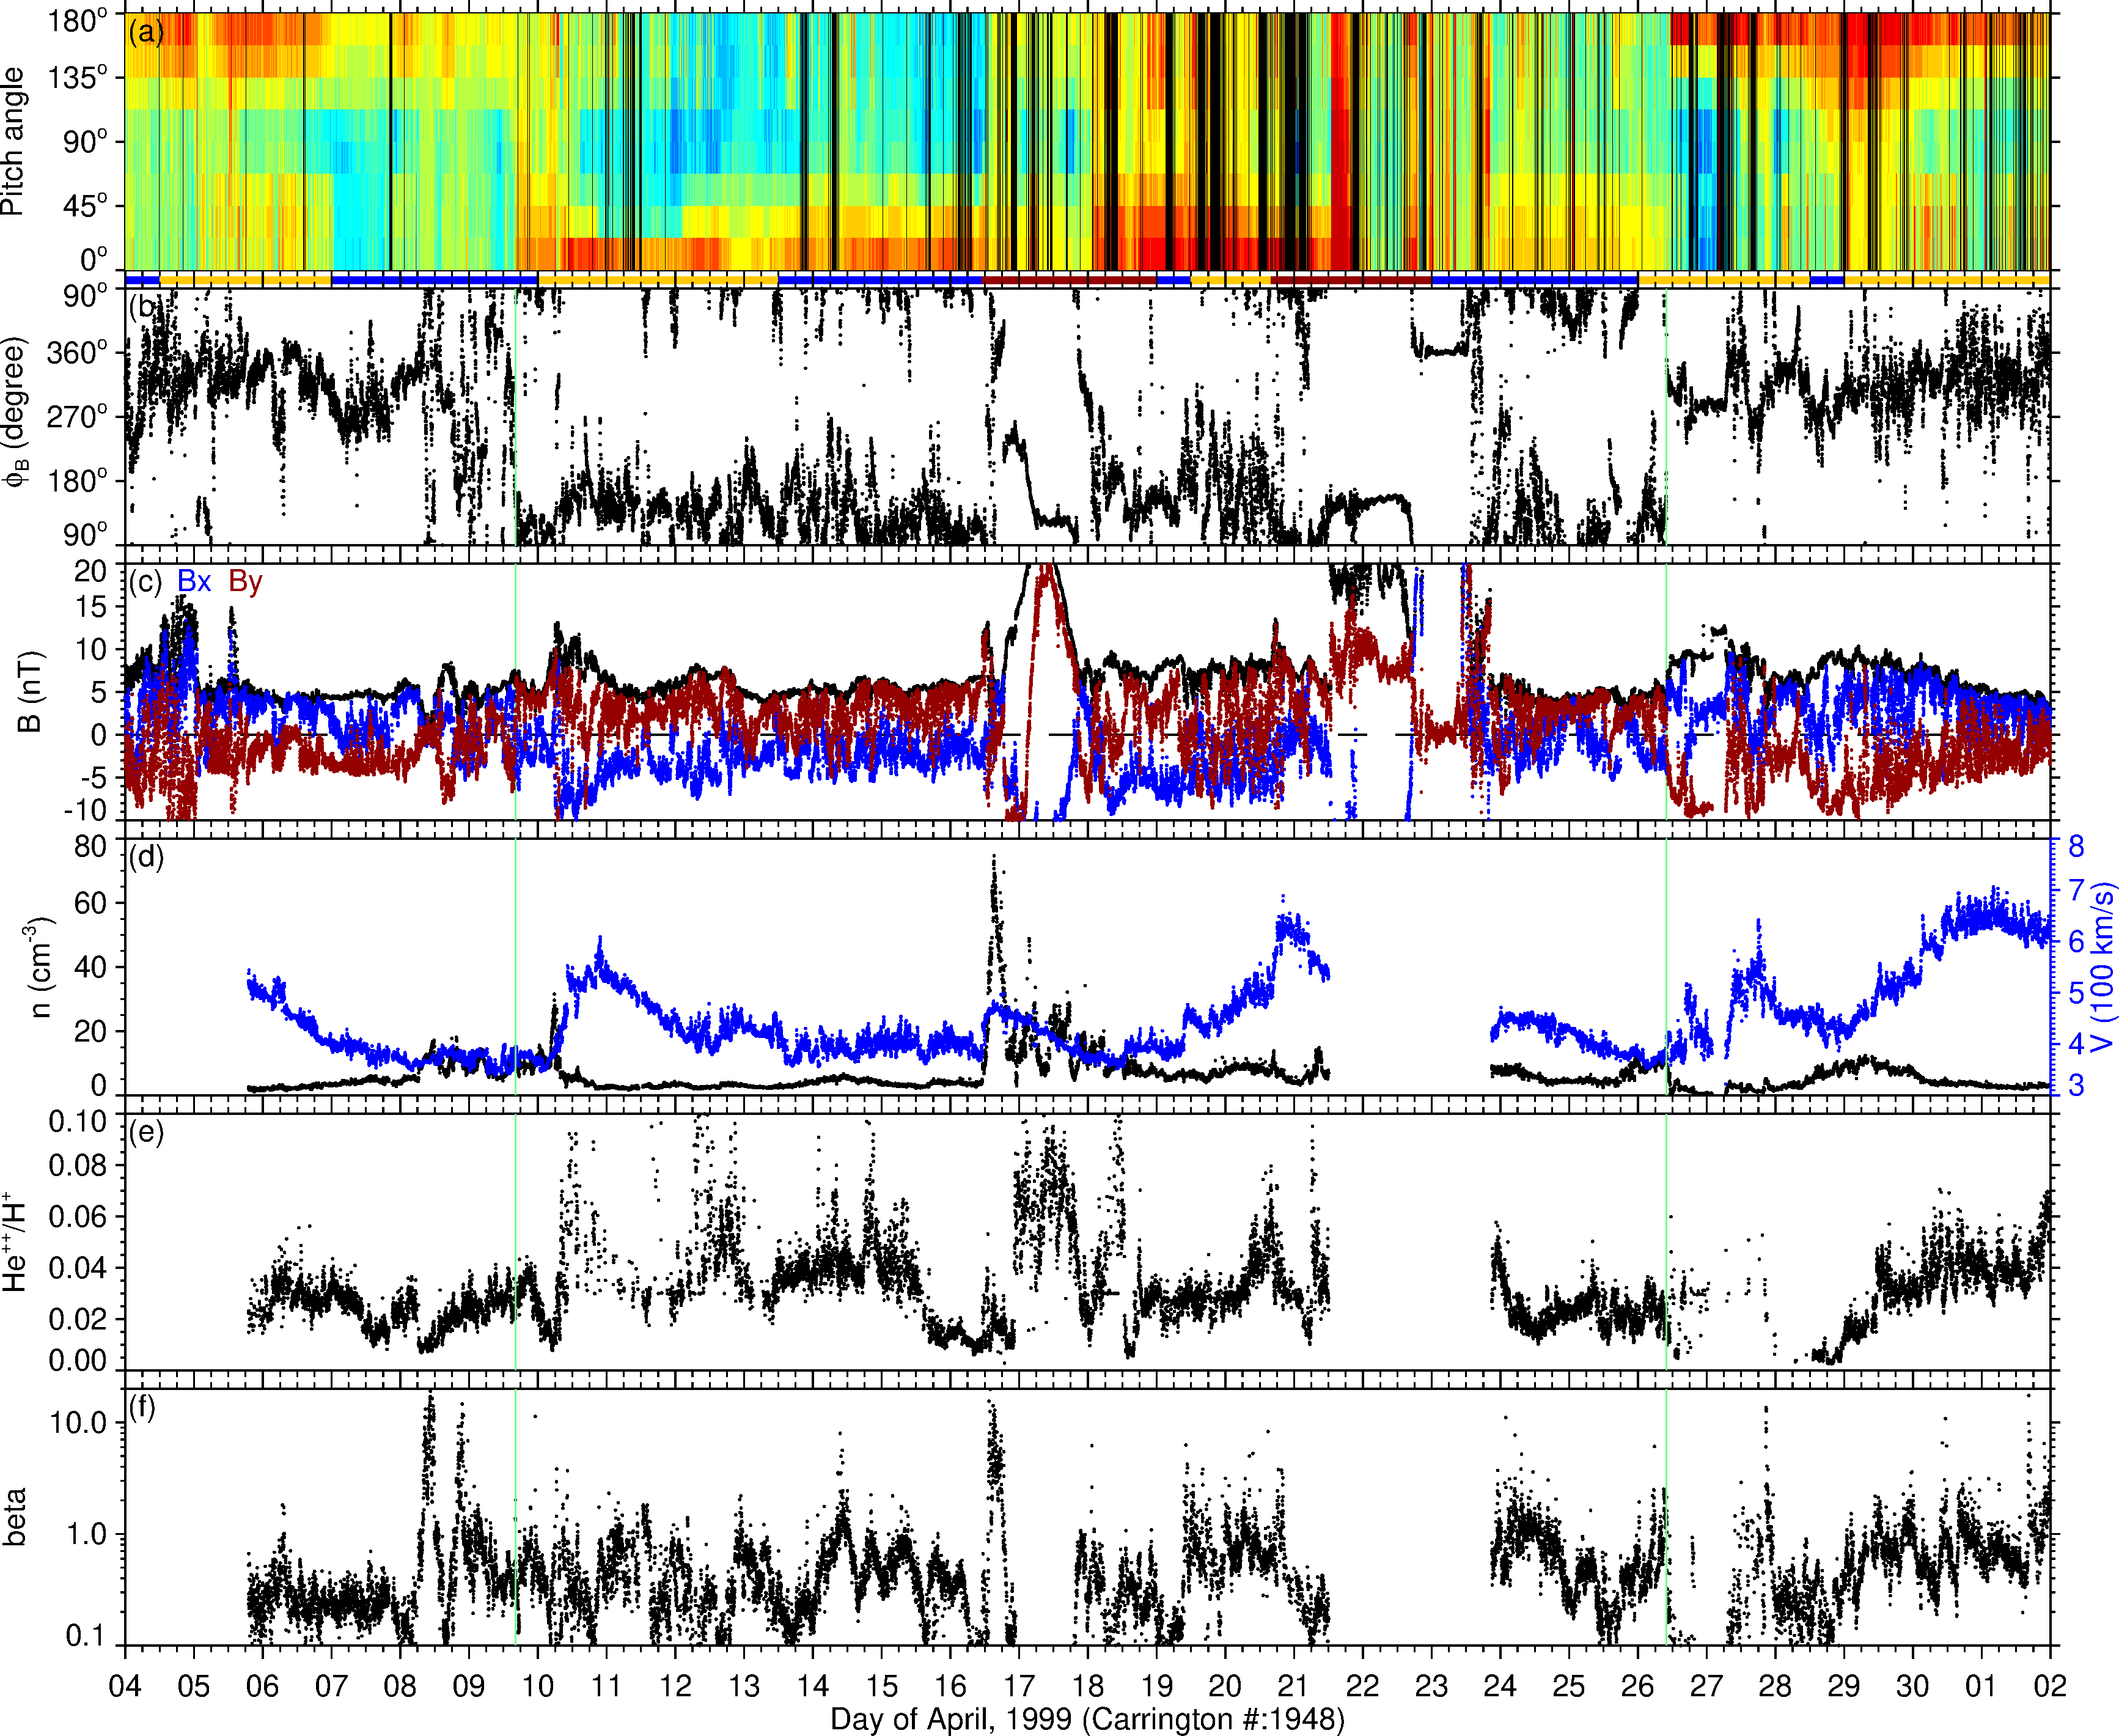 (a)
180°
135°
90°
45°
0°
Pitch angle
(b)
90°
360°
270°
180°
90°
ϕB (degree)
(c) Bx By
20
15
10
5
0
-5
-10
B (nT)
(d)
80
60
40
20
0
n (cm-3)
8
7
6
5
4
3
V (100 km/s)
(e)
0.10
0.08
0.06
0.04
0.02
0.00
He++/H+
(f)
10.0
1.0
0.1
beta
04 05 06 07 08 09 10 11 12 13 14 15 16 17 18 19 20 21 22 23 24 25 26 27 28 29 30 01 02
Day of April, 1999 (Carrington #:1948)